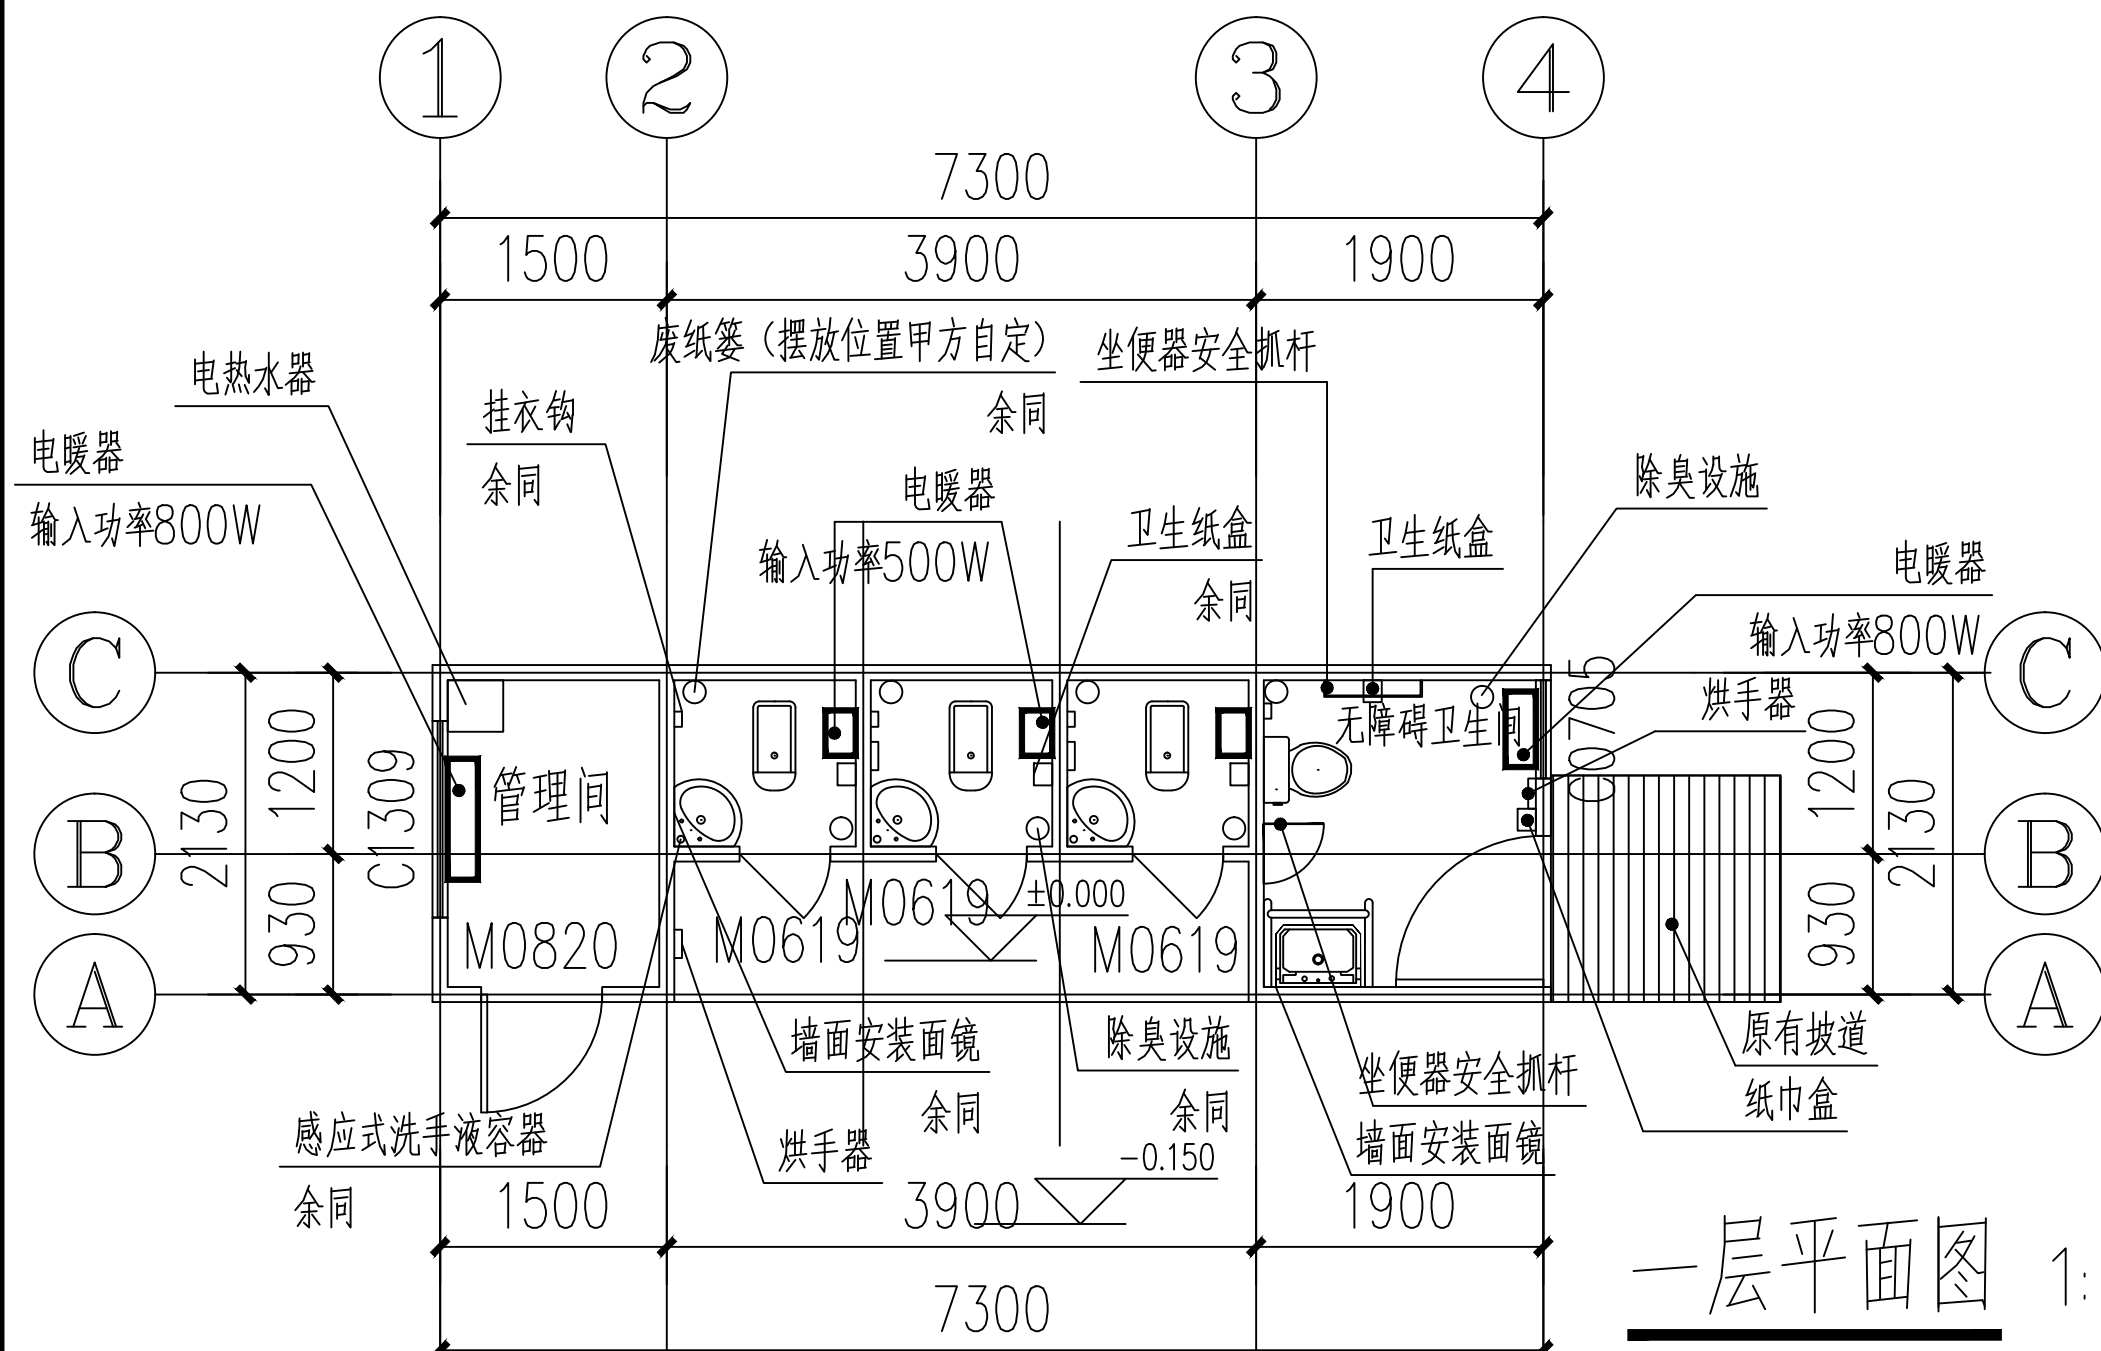 1
2
3
4
7300
1500
3900
1900
废纸篓（摆放位置甲方自定）
余同
坐便器安全抓杆
电热水器
挂衣钩
余同
电暖器
输入功率800W
电暖器
输入功率500W
卫生纸盒
余同
卫生纸盒
除臭设施
电暖器
输入功率800W
烘手器
C
C
B
B
A
A
2130
1200
930
C1309
管理间
无障碍卫生间
C0705
1200
930
2130
M0820
M0619
M0619
±0.000
M0619
墙面安装面镜
余同
除臭设施
余同
坐便器安全抓杆
原有坡道
纸巾盒
感应式洗手液容器
余同
烘手器
-0.150
墙面安装面镜
1500
3900
1900
7300
一层平面图 1: